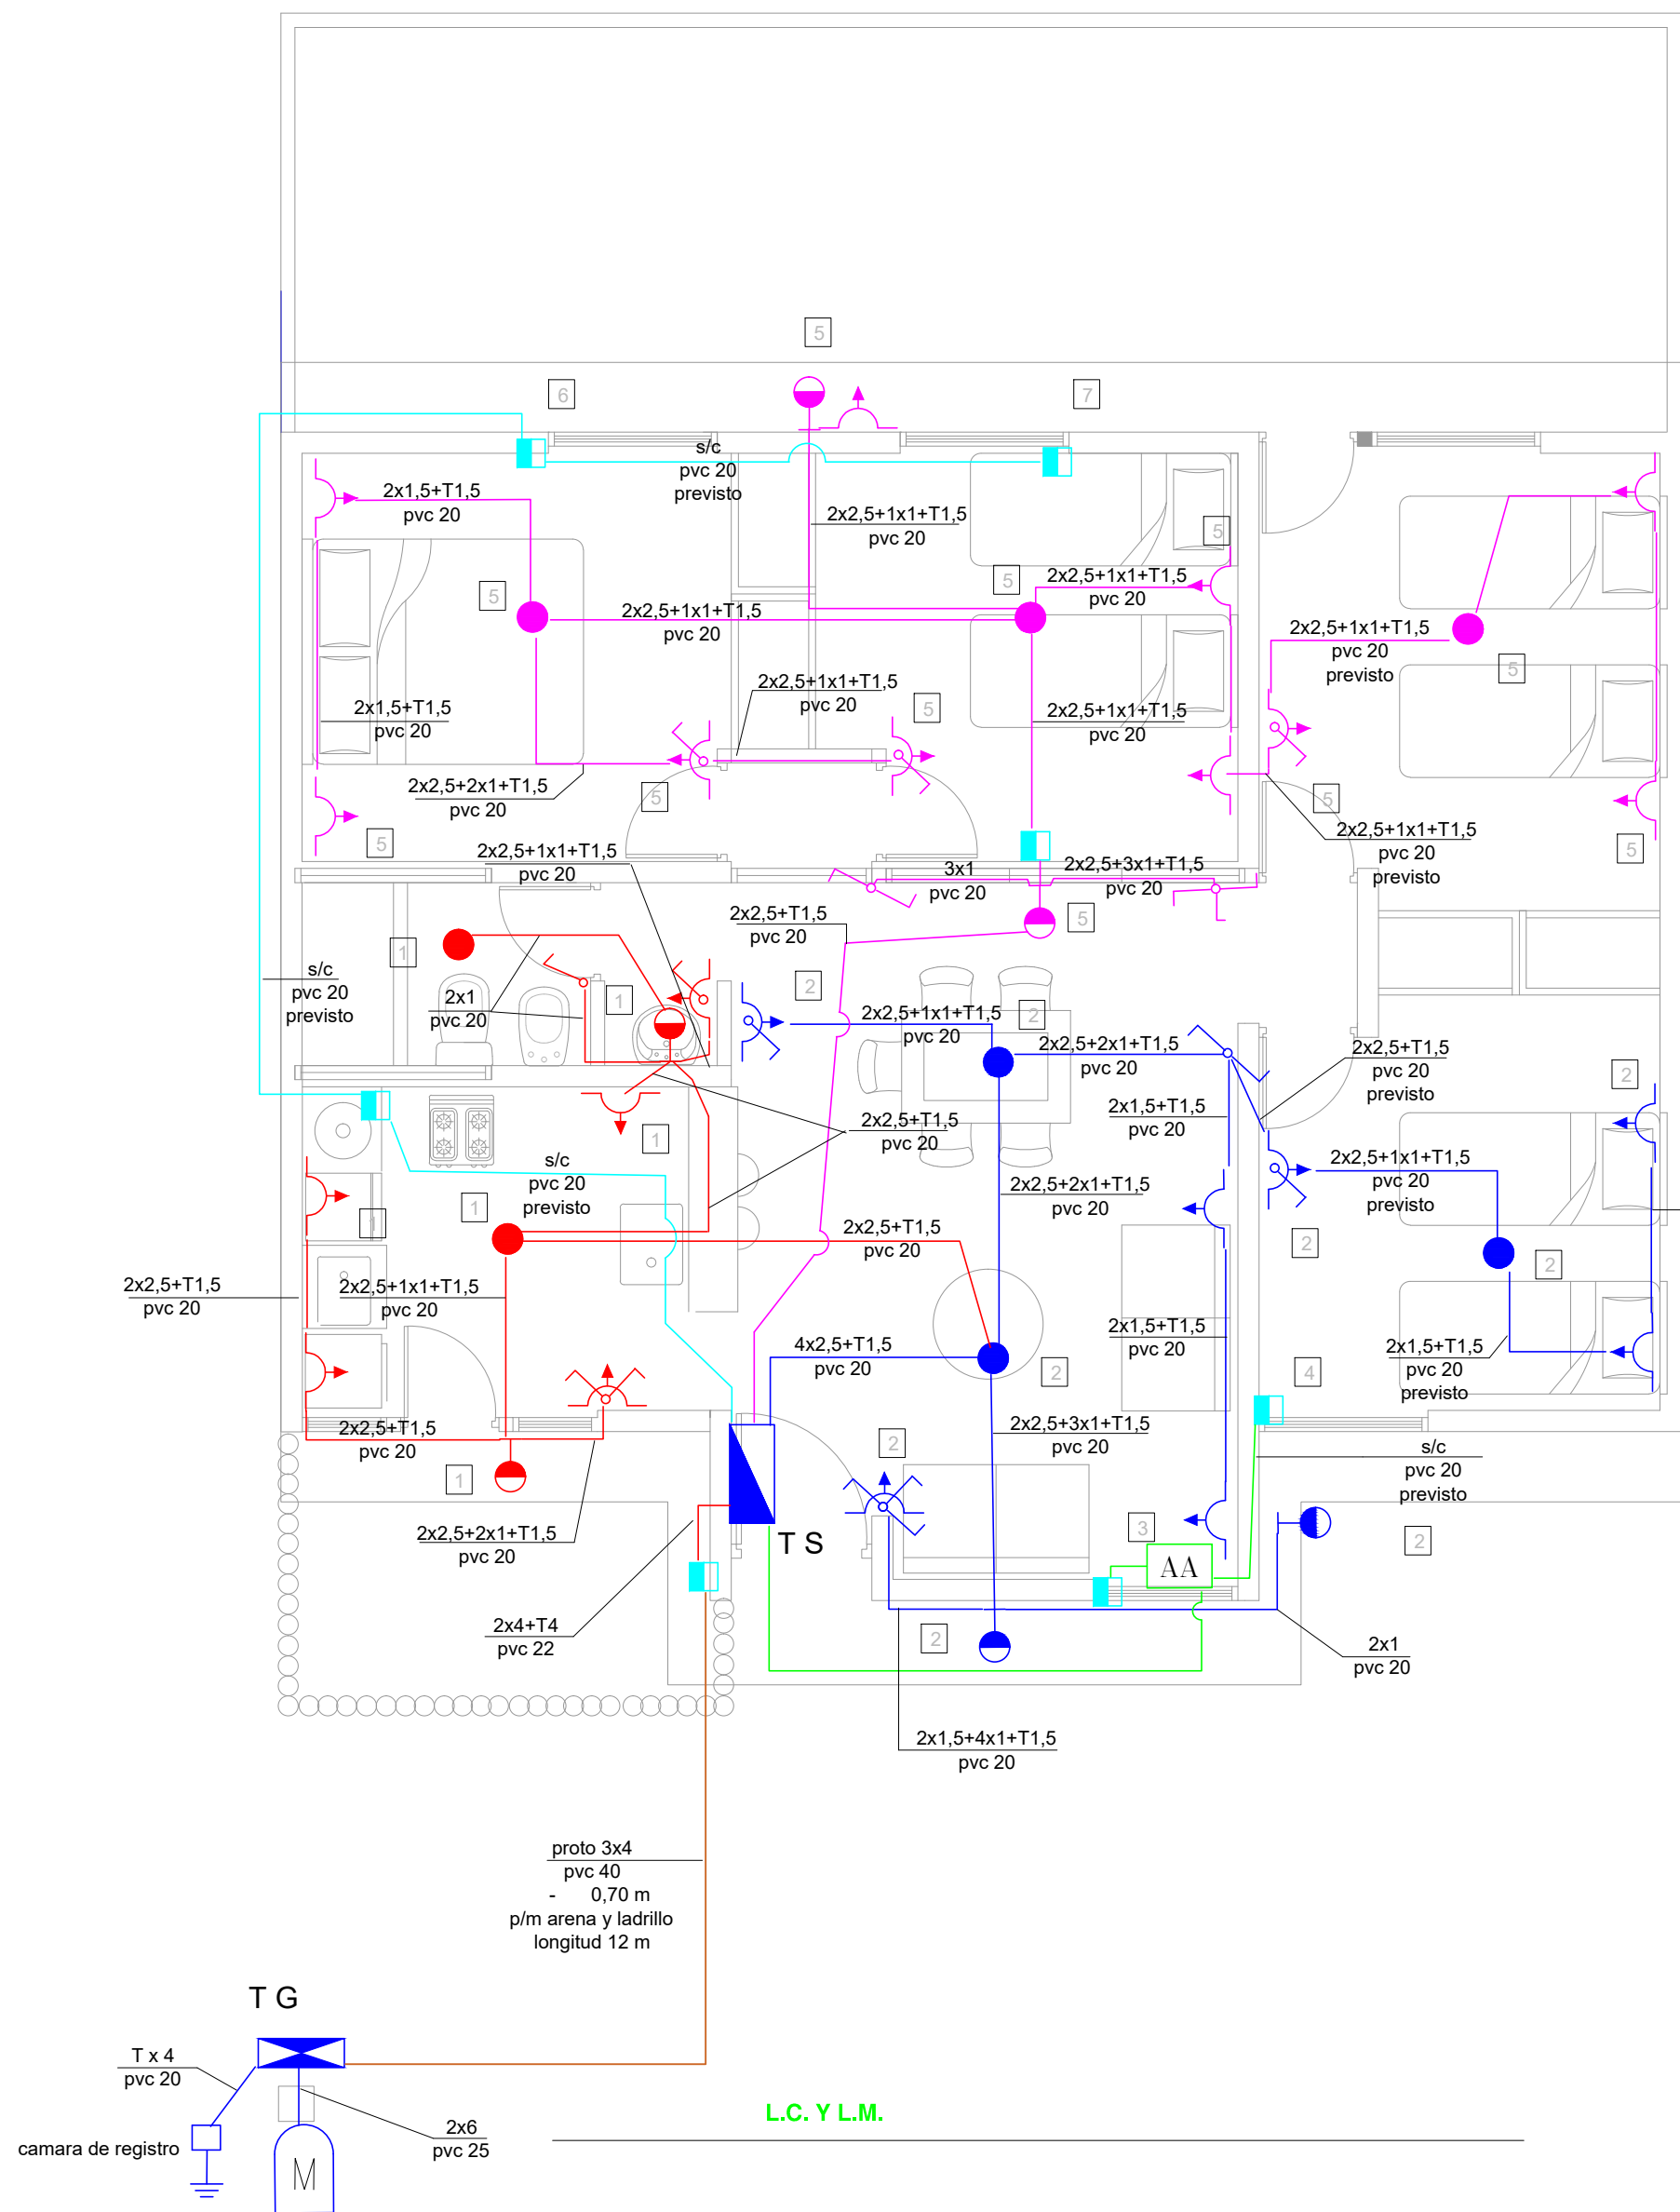 5
6
7
s/c
pvc 20
previsto
2x1,5+T1,5
pvc 20
2x2,5+1x1+T1,5
pvc 20
5
5
5
2x2,5+1x1+T1,5
pvc 20
2x2,5+1x1+T1,5
pvc 20
2x2,5+1x1+T1,5
pvc 20
previsto
5
2x1,5+T1,5
pvc 20
2x2,5+1x1+T1,5
pvc 20
5
2x2,5+1x1+T1,5
pvc 20
2x2,5+2x1+T1,5
pvc 20
5
5
2x2,5+1x1+T1,5
pvc 20
previsto
5
5
2x2,5+1x1+T1,5
pvc 20
3x1
pvc 20
2x2,5+3x1+T1,5
pvc 20
2x2,5+T1,5
pvc 20
5
1
s/c
pvc 20
previsto
2x1
pvc 20
1
2
2
2x2,5+1x1+T1,5
pvc 20
2x2,5+2x1+T1,5
pvc 20
2x2,5+T1,5
pvc 20
previsto
2
2x1,5+T1,5
pvc 20
2x2,5+T1,5
pvc 20
1
s/c
pvc 20
previsto
2x2,5+1x1+T1,5
pvc 20
previsto
2x2,5+2x1+T1,5
pvc 20
1
1
2x2,5+T1,5
pvc 20
2
2
2x2,5+T1,5
pvc 20
2x2,5+1x1+T1,5
pvc 20
2x1,5+T1,5
pvc 20
4x2,5+T1,5
pvc 20
2x1,5+T1,5
pvc 20
previsto
2
4
2x2,5+T1,5
pvc 20
2x2,5+3x1+T1,5
pvc 20
2
s/c
pvc 20
previsto
1
2x2,5+2x1+T1,5
pvc 20
T S
3
2
AA
2x4+T4
pvc 22
2
2x1
pvc 20
2x1,5+4x1+T1,5
pvc 20
proto 3x4
pvc 40
- 0,70 m
p/m arena y ladrillo
longitud 12 m
T G
T x 4
pvc 20
L.C. Y L.M.
2x6
pvc 25
camara de registro
M